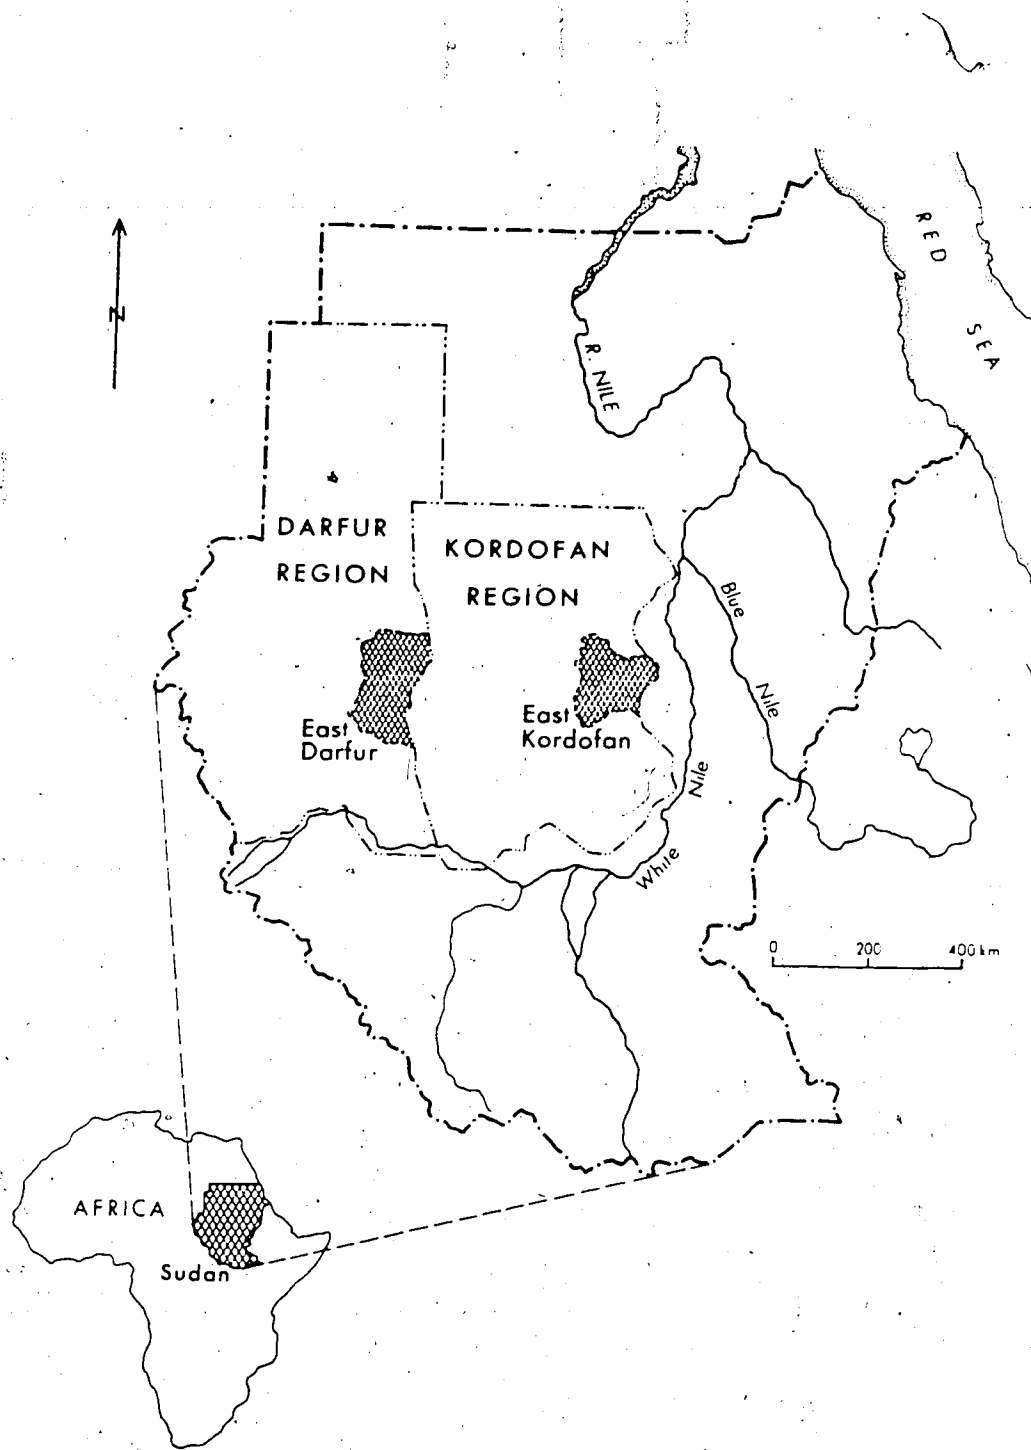 RED
SEA
N
R. NILE
DARFUR
REGION
KORDOFAN
REGION
Blue
Nile
East
Darfur
East
Kordofan
Nile
White
0 200 400 km
AFRICA
Sudan